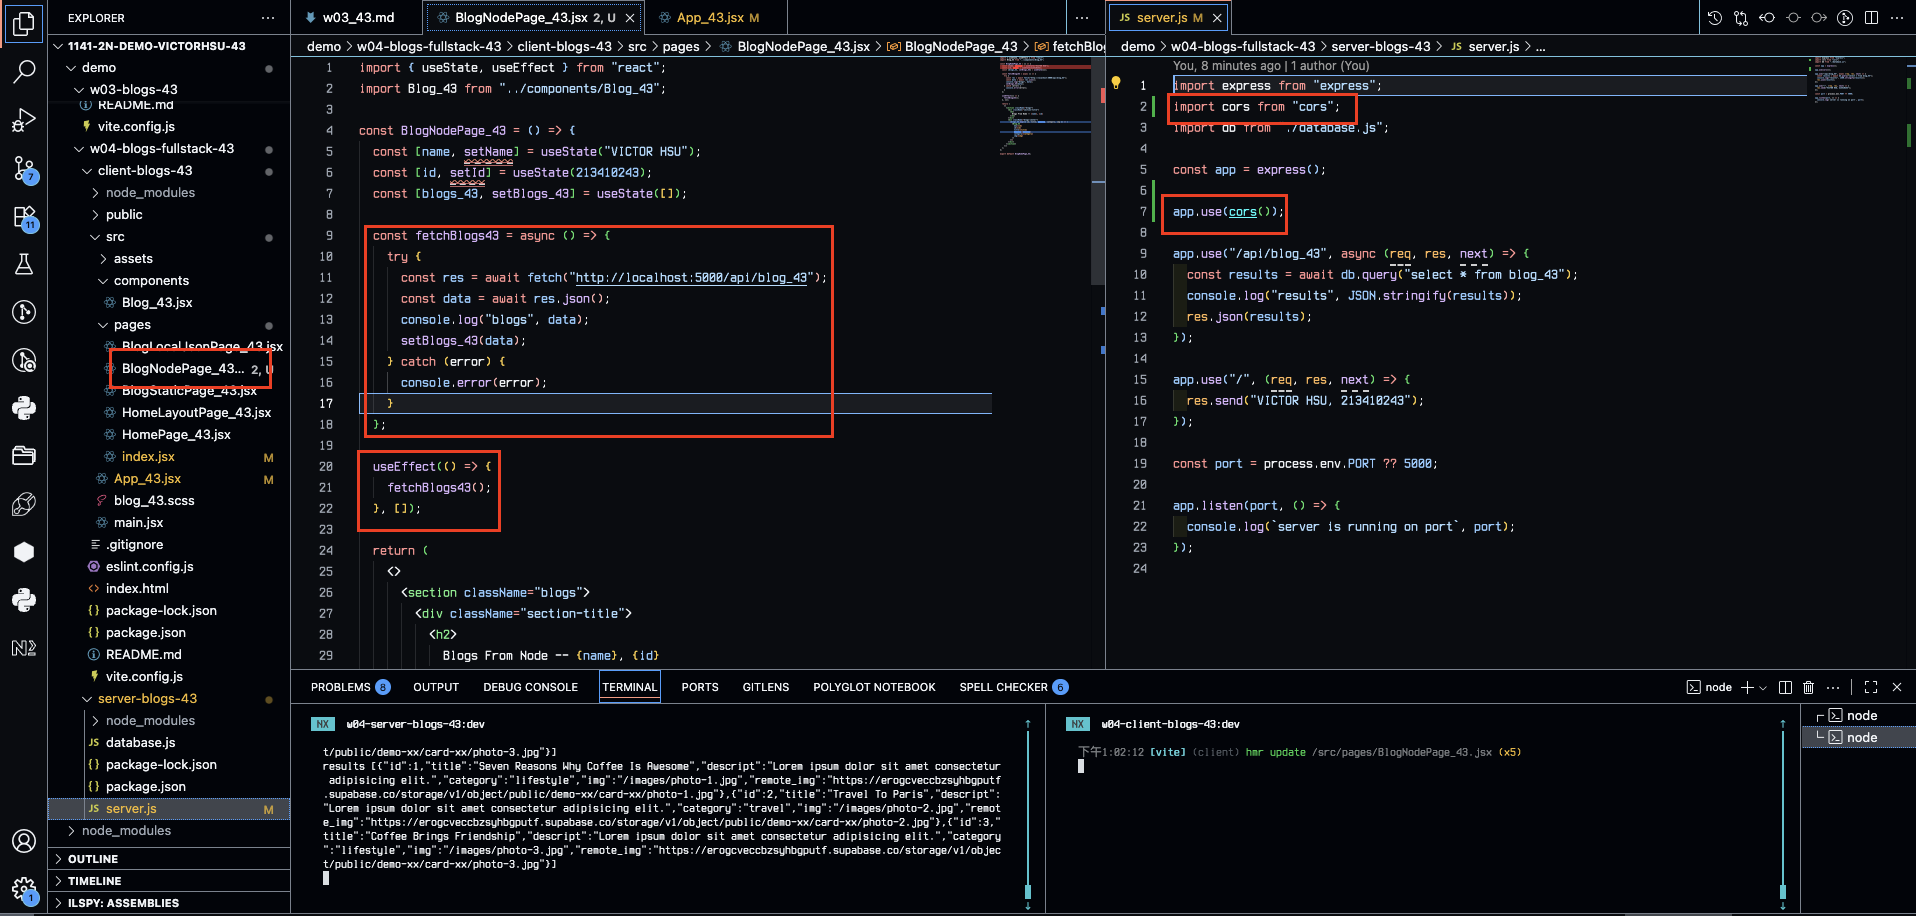 EXPLORER
1141-2N-DEMO-VICTORHSU-43
demo
w03-blogs-43
README.md
vite.config.js
w04-blogs-fullstack-43
client-blogs-43
node_modules
public
src
assets
components
Blog_43.jsx
pages
BlogLocalJsonPage_43.jsx
BlogNodePage_43... 2, U
BlogStaticPage_43.jsx
HomeLayoutPage_43.jsx
HomePage_43.jsx
index.jsx M
App_43.jsx M
blog_43.scss
main.jsx
.gitignore
eslint.config.js
index.html
package-lock.json
package.json
README.md
vite.config.js
server-blogs-43
node_modules
database.js
package-lock.json
package.json
server.js M
node_modules
OUTLINE
TIMELINE
ILSPY: ASSEMBLIES
7
11
1
w03_43.md
BlogNodePage_43.jsx 2, U
App_43.jsx M
demo > w04-blogs-fullstack-43 > client-blogs-43 > src > pages > BlogNodePage_43.jsx > BlogNodePage_43 > fetchBlog
1 import { useState, useEffect } from "react";
2 import Blog_43 from "../components/Blog_43";
3
4 const BlogNodePage_43 = () => {
5 const [name, setName] = useState("VICTOR HSU");
6 const [id, setId] = useState(213410243);
7 const [blogs_43, setBlogs_43] = useState([]);
8
9 const fetchBlogs43 = async () => {
10 try {
11 const res = await fetch("http://localhost:5000/api/blog_43");
12 const data = await res.json();
13 console.log("blogs", data);
14 setBlogs_43(data);
15 } catch (error) {
16 console.error(error);
17 }
18 };
19
20 useEffect(() => {
21 fetchBlogs43();
22 }, []);
23
24 return (
25 <>
26 <section className="blogs">
27 <div className="section-title">
28 <h2>
29 Blogs From Node -- {name}, {id}
JS server.js M
demo > w04-blogs-fullstack-43 > server-blogs-43 > JS server.js > ...
You, 8 minutes ago | 1 author (You)
1 import express from "express";
2 import cors from "cors";
3 import db from "./database.js";
4
5 const app = express();
6
7 app.use(cors());
8
9 app.use("/api/blog_43", async (req, res, next) => {
10 const results = await db.query("select * from blog_43");
11 console.log("results", JSON.stringify(results));
12 res.json(results);
13 });
14
15 app.use("/", (req, res, next) => {
16 res.send("VICTOR HSU, 213410243");
17 });
18
19 const port = process.env.PORT ?? 5000;
20
21 app.listen(port, () => {
22 console.log(`server is running on port`, port);
23 });
24
PROBLEMS 8 OUTPUT DEBUG CONSOLE TERMINAL PORTS GITLENS POLYGLOT NOTEBOOK SPELL CHECKER 6
node
NX w04-server-blogs-43:dev
t/public/demo-xx/card-xx/photo-3.jpg"}]
results [{"id":1,"title":"Seven Reasons Why Coffee Is Awesome","descript":"Lorem ipsum dolor sit amet consectetur
adipisicing elit.","category":"lifestyle","img":"/images/photo-1.jpg","remote_img":"https://erogcveccbzsyhbgputf
.supabase.co/storage/v1/object/public/demo-xx/card-xx/photo-1.jpg"},{"id":2,"title":"Travel To Paris","descript":
"Lorem ipsum dolor sit amet consectetur adipisicing elit.","category":"travel","img":"/images/photo-2.jpg","remot
e_img":"https://erogcveccbzsyhbgputf.supabase.co/storage/v1/object/public/demo-xx/card-xx/photo-2.jpg"},{"id":3,"
title":"Coffee Brings Friendship","descript":"Lorem ipsum dolor sit amet consectetur adipisicing elit.","category
":"lifestyle","img":"/images/photo-3.jpg","remote_img":"https://erogcveccbzsyhbgputf.supabase.co/storage/v1/objec
t/public/demo-xx/card-xx/photo-3.jpg"}]
NX w04-client-blogs-43:dev
下午1:02:12 [vite] (client) hmr update /src/pages/BlogNodePage_43.jsx (x5)
node
node